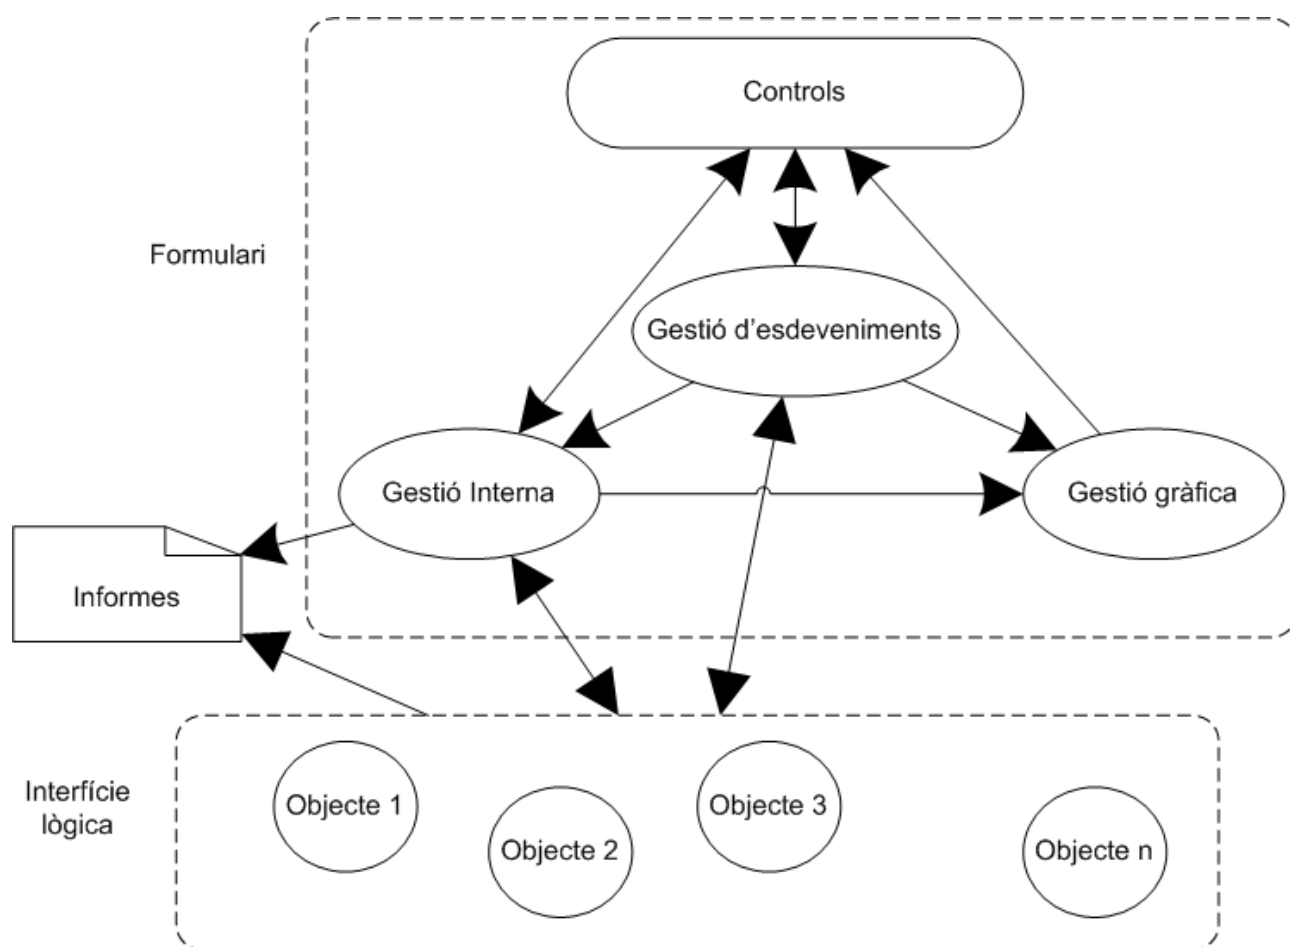 Controls
Formulari
Gestió d'esdeveniments
Gestió Interna
Gestió gràfica
Informes
Interfície
lògica
Objecte 1
Objecte 2
Objecte 3
Objecte n